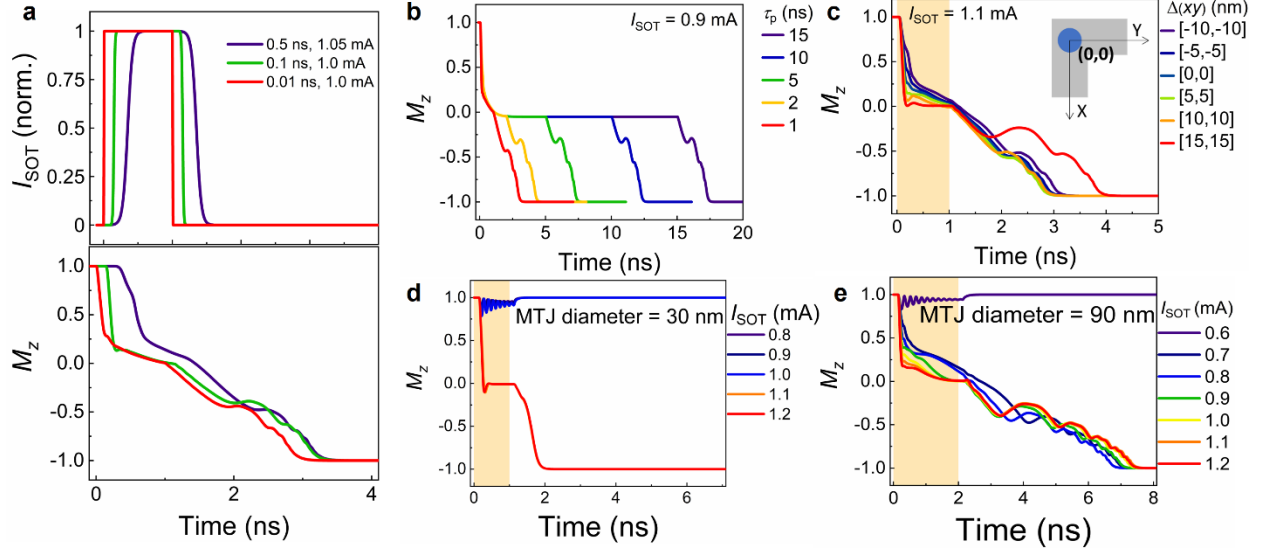 a
I_SOT (norm.)
1
0.75
0.5
0.25
0
0.5 ns, 1.05 mA
0.1 ns, 1.0 mA
0.01 ns, 1.0 mA
M_z
1.0
0.5
0.0
-0.5
-1.0
0 2 4
Time (ns)
b
I_SOT = 0.9 mA
M_z
1.0
0.5
0.0
-0.5
-1.0
0 5 10 15 20
Time (ns)
τ_p (ns)
15
10
5
2
1
c
I_SOT = 1.1 mA
M_z
1.0
0.5
0.0
-0.5
-1.0
0 1 2 3 4 5
Time (ns)
Y
(0,0)
X
Δ(xy) (nm)
[-10,-10]
[-5,-5]
[0,0]
[5,5]
[10,10]
[15,15]
d
MTJ diameter = 30 nm
M_z
1.0
0.5
0.0
-0.5
-1.0
0 1 2 3 4 5 6 7
Time (ns)
I_SOT (mA)
0.8
0.9
1.0
1.1
1.2
e
MTJ diameter = 90 nm
M_z
1.0
0.5
0.0
-0.5
-1.0
0 2 4 6 8
Time (ns)
I_SOT (mA)
0.6
0.7
0.8
0.9
1.0
1.1
1.2